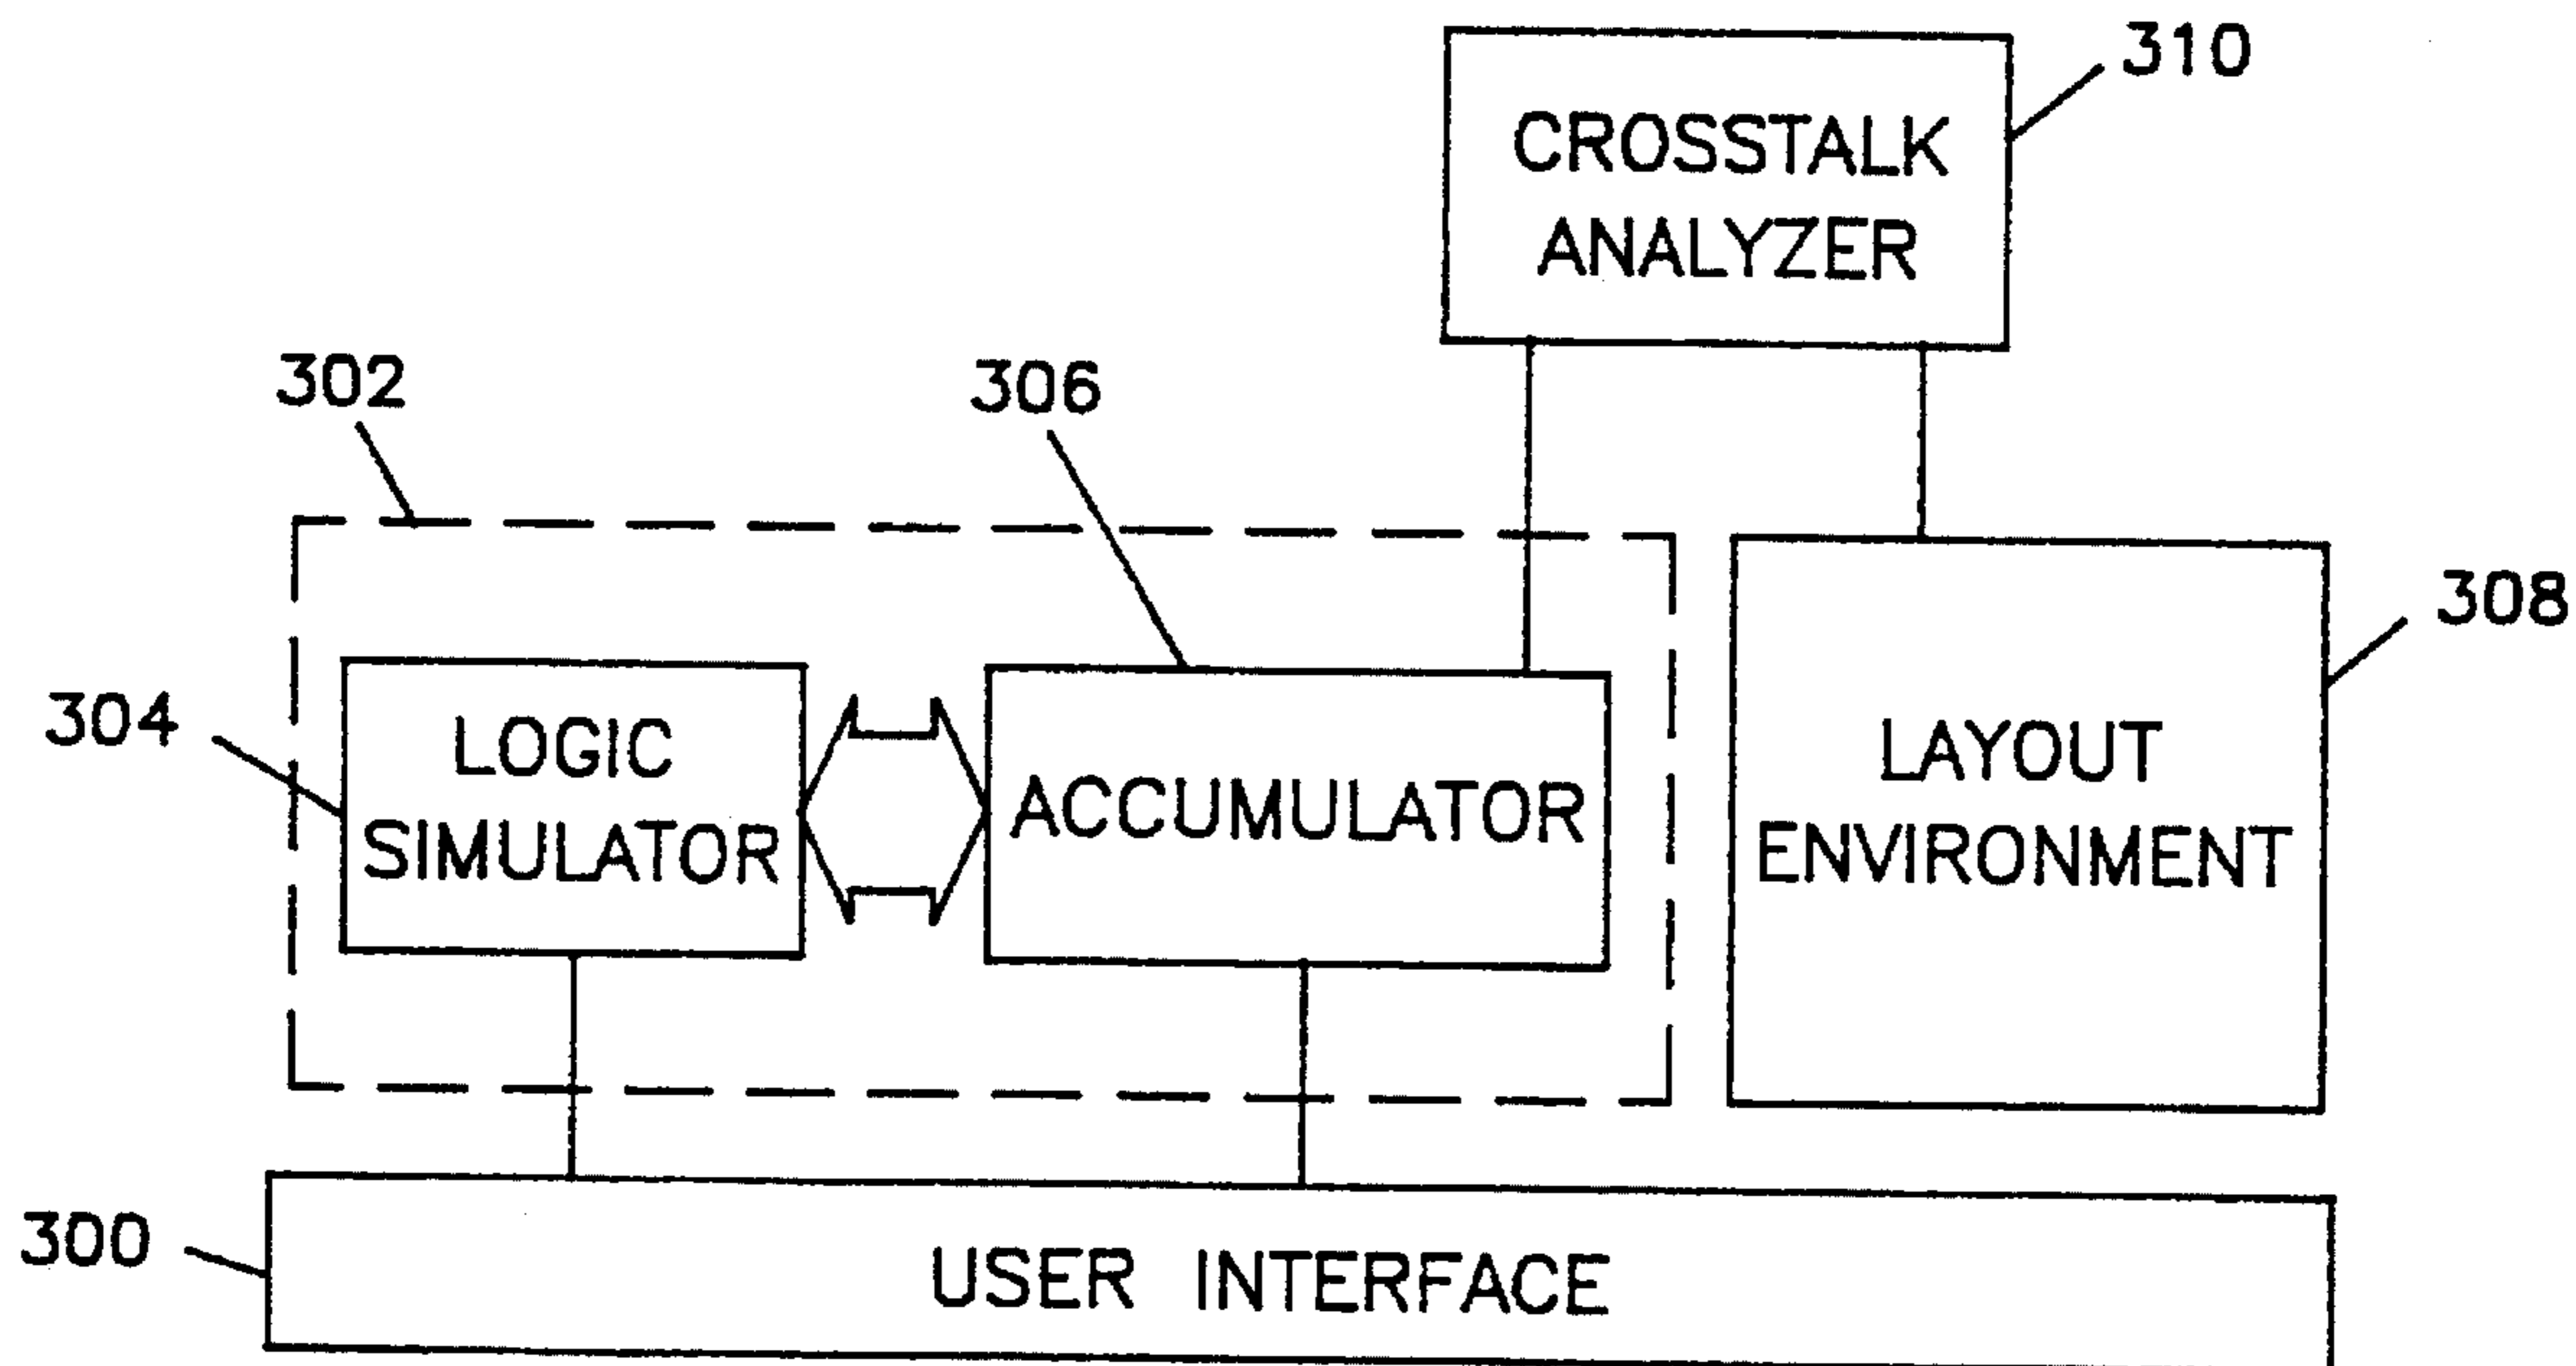 310
CROSSTALK
ANALYZER
302
306
308
304
LOGIC
SIMULATOR
ACCUMULATOR
LAYOUT
ENVIRONMENT
300
USER INTERFACE